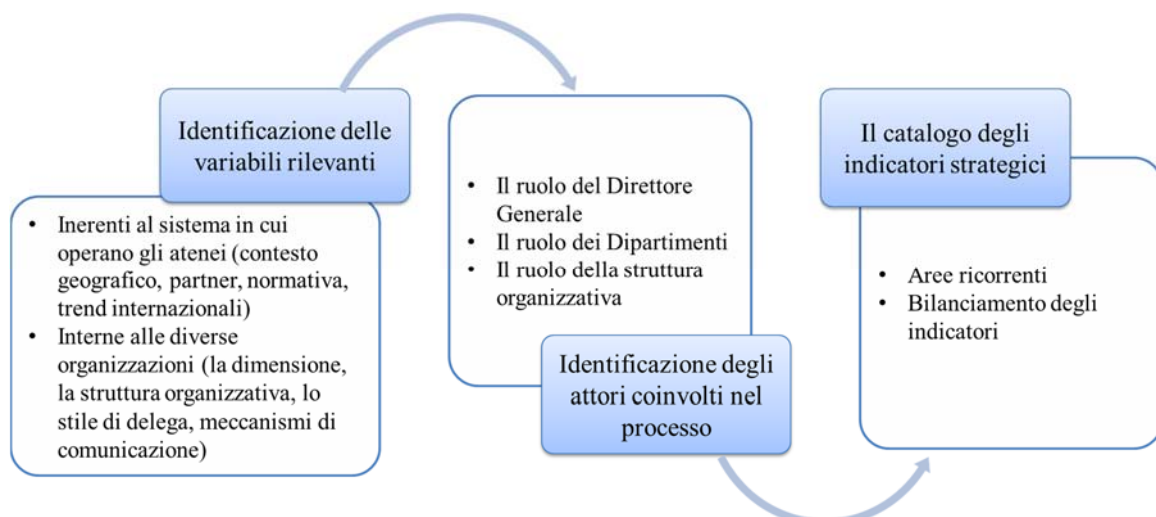 Identificazione delle
variabili rilevanti
• Inerenti al sistema in cui
operano gli atenei (contesto
geografico, partner, normativa,
trend internazionali)
• Interne alle diverse
organizzazioni (la dimensione,
la struttura organizzativa, lo
stile di delega, meccanismi di
comunicazione)
• Il ruolo del Direttore
Generale
• Il ruolo dei Dipartimenti
• Il ruolo della struttura
organizzativa
Identificazione degli
attori coinvolti nel
processo
Il catalogo degli
indicatori strategici
• Aree ricorrenti
• Bilanciamento degli
indicatori